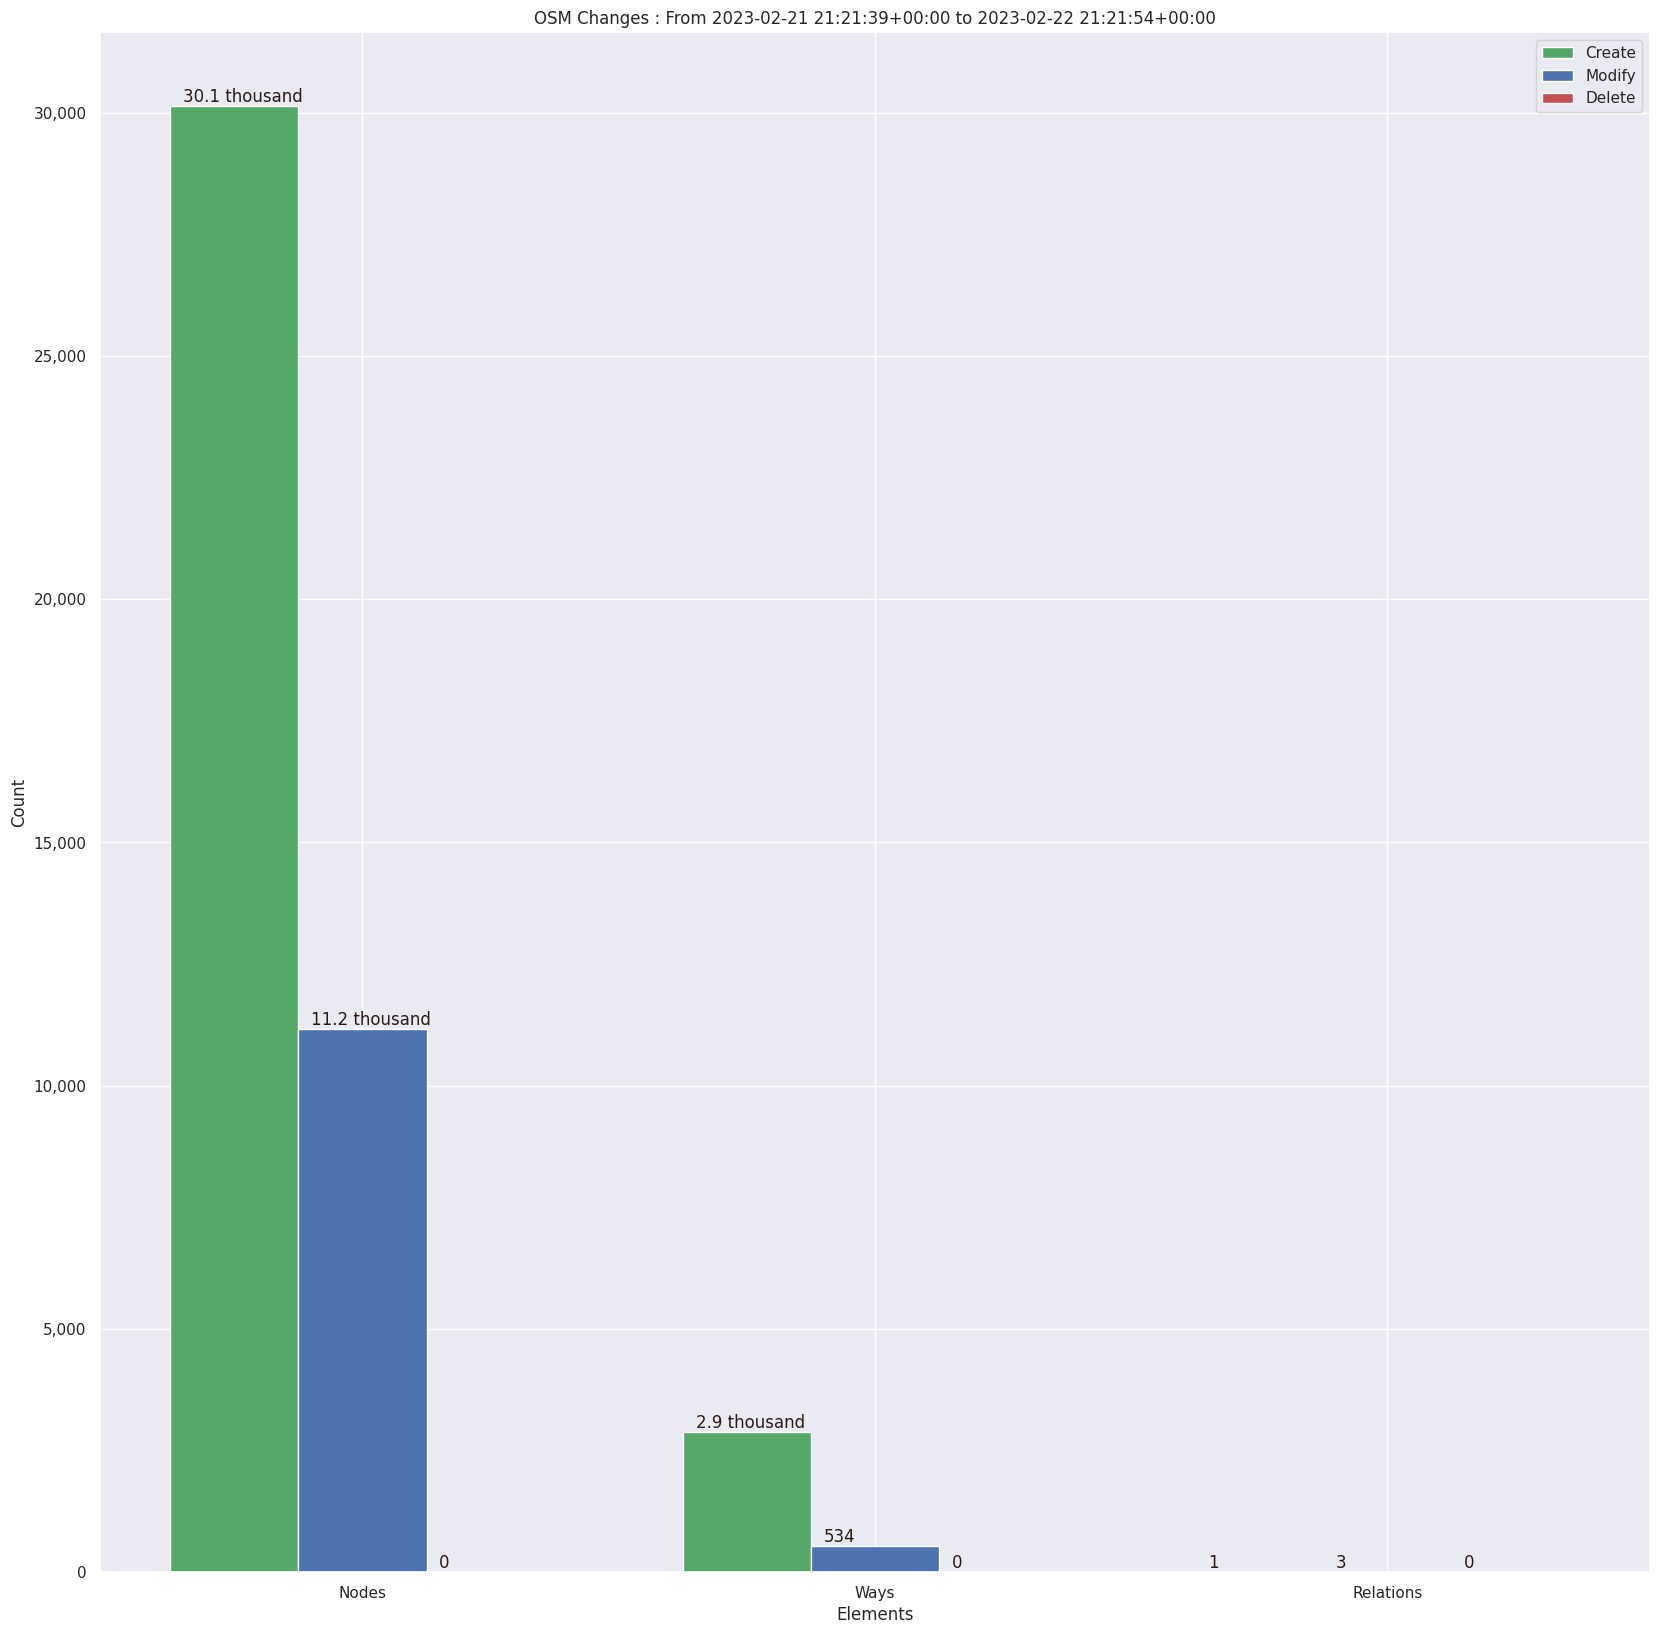 OSM Changes : From 2023-02-21 21:21:39+00:00 to 2023-02-22 21:21:54+00:00
Create
Modify
Delete
30.1 thousand
30,000
25,000
20,000
Count
15,000
11.2 thousand
10,000
5,000
2.9 thousand
534
0
0
1
3
0
0
Nodes
Ways
Relations
Elements